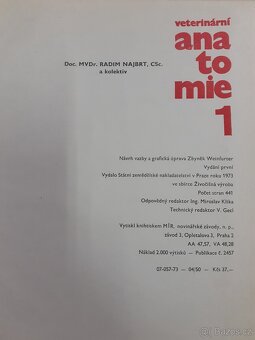 veterinární
ana
to
mie
1
Doc. MVDr. RADIM NAJBRT, CSc.
a kolektiv
Návrh vazby a grafická úprava Zbyněk Weinfurter
Vydání první
Vydalo Státní zemědělské nakladatelství v Praze roku 1973
ve sbírce Živočišná výroba
Počet stran 441
Odpovědný redaktor Ing. Miroslav Klika
Technický redaktor V. Gecí
Vytiskl knihtiskem MÍR, novinářské závody, n. p.,
závod 3, Opletalova 3, Praha 2
AA 47,57, VA 48,28
Náklad 2.000 výtisků — Publikace č. 2457
07-057-73 — 04/50 — Kčs 37,—